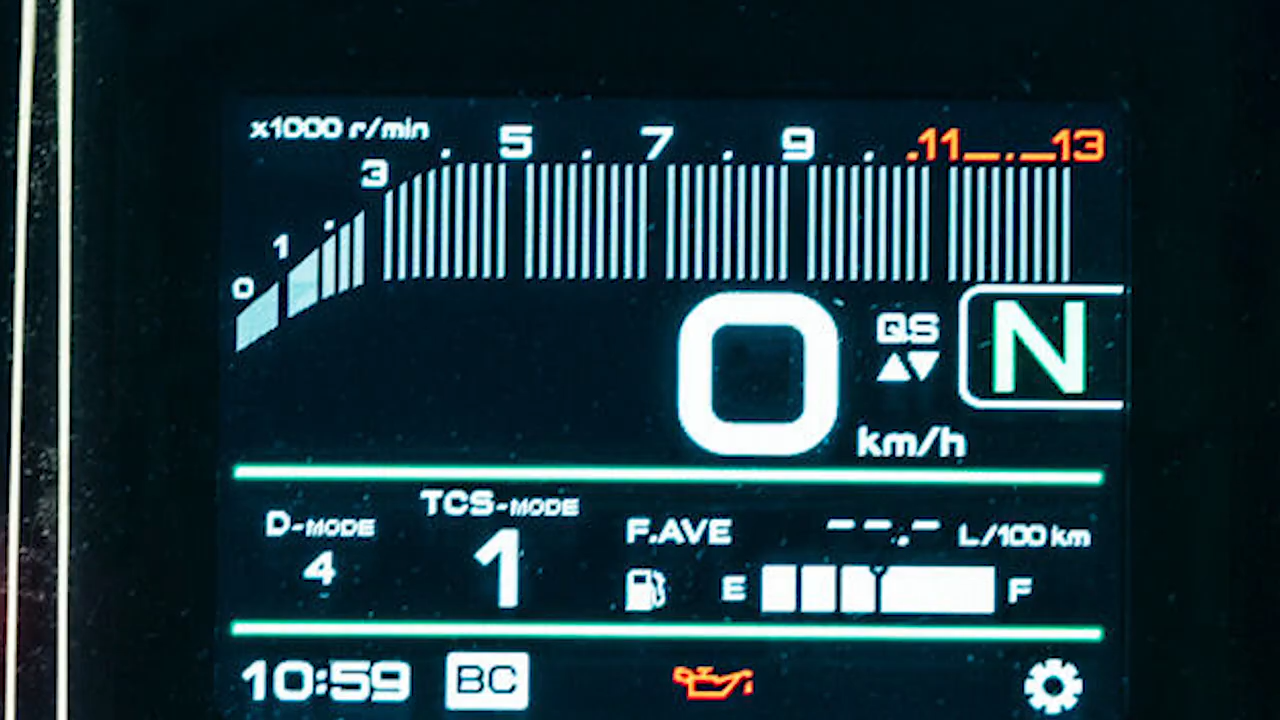 x1000 r/min
0 1 3 5 7 9 11 13
0 km/h
QS
N
D-MODE
4
TCS-MODE
1
F.AVE --.- L/100 km
E F
10:59 BC